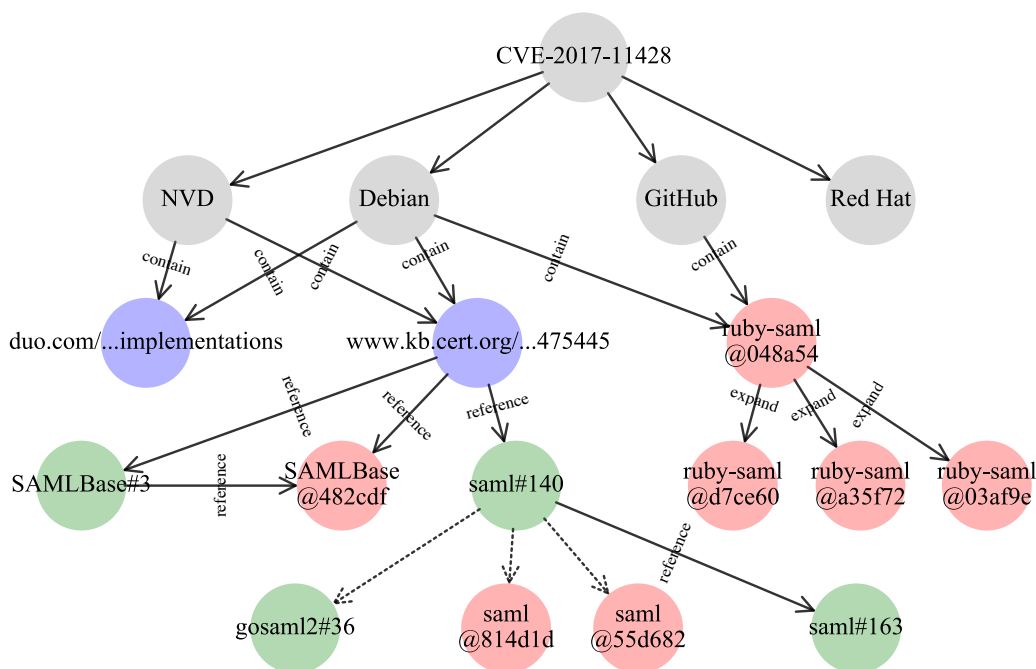 CVE-2017-11428
NVD
Debian
GitHub
Red Hat
contain
contain
contain
contain
contain
contain
duo.com/...implementations
www.kb.cert.org/...475445
ruby-saml
@048a54
reference
reference
reference
expand
expand
expand
SAMLBase#3
reference
SAMLBase
@482cdf
saml#140
ruby-saml
@d7ce60
ruby-saml
@a35f72
ruby-saml
@03af9e
reference
gosaml2#36
saml
@814d1d
saml
@55d682
saml#163